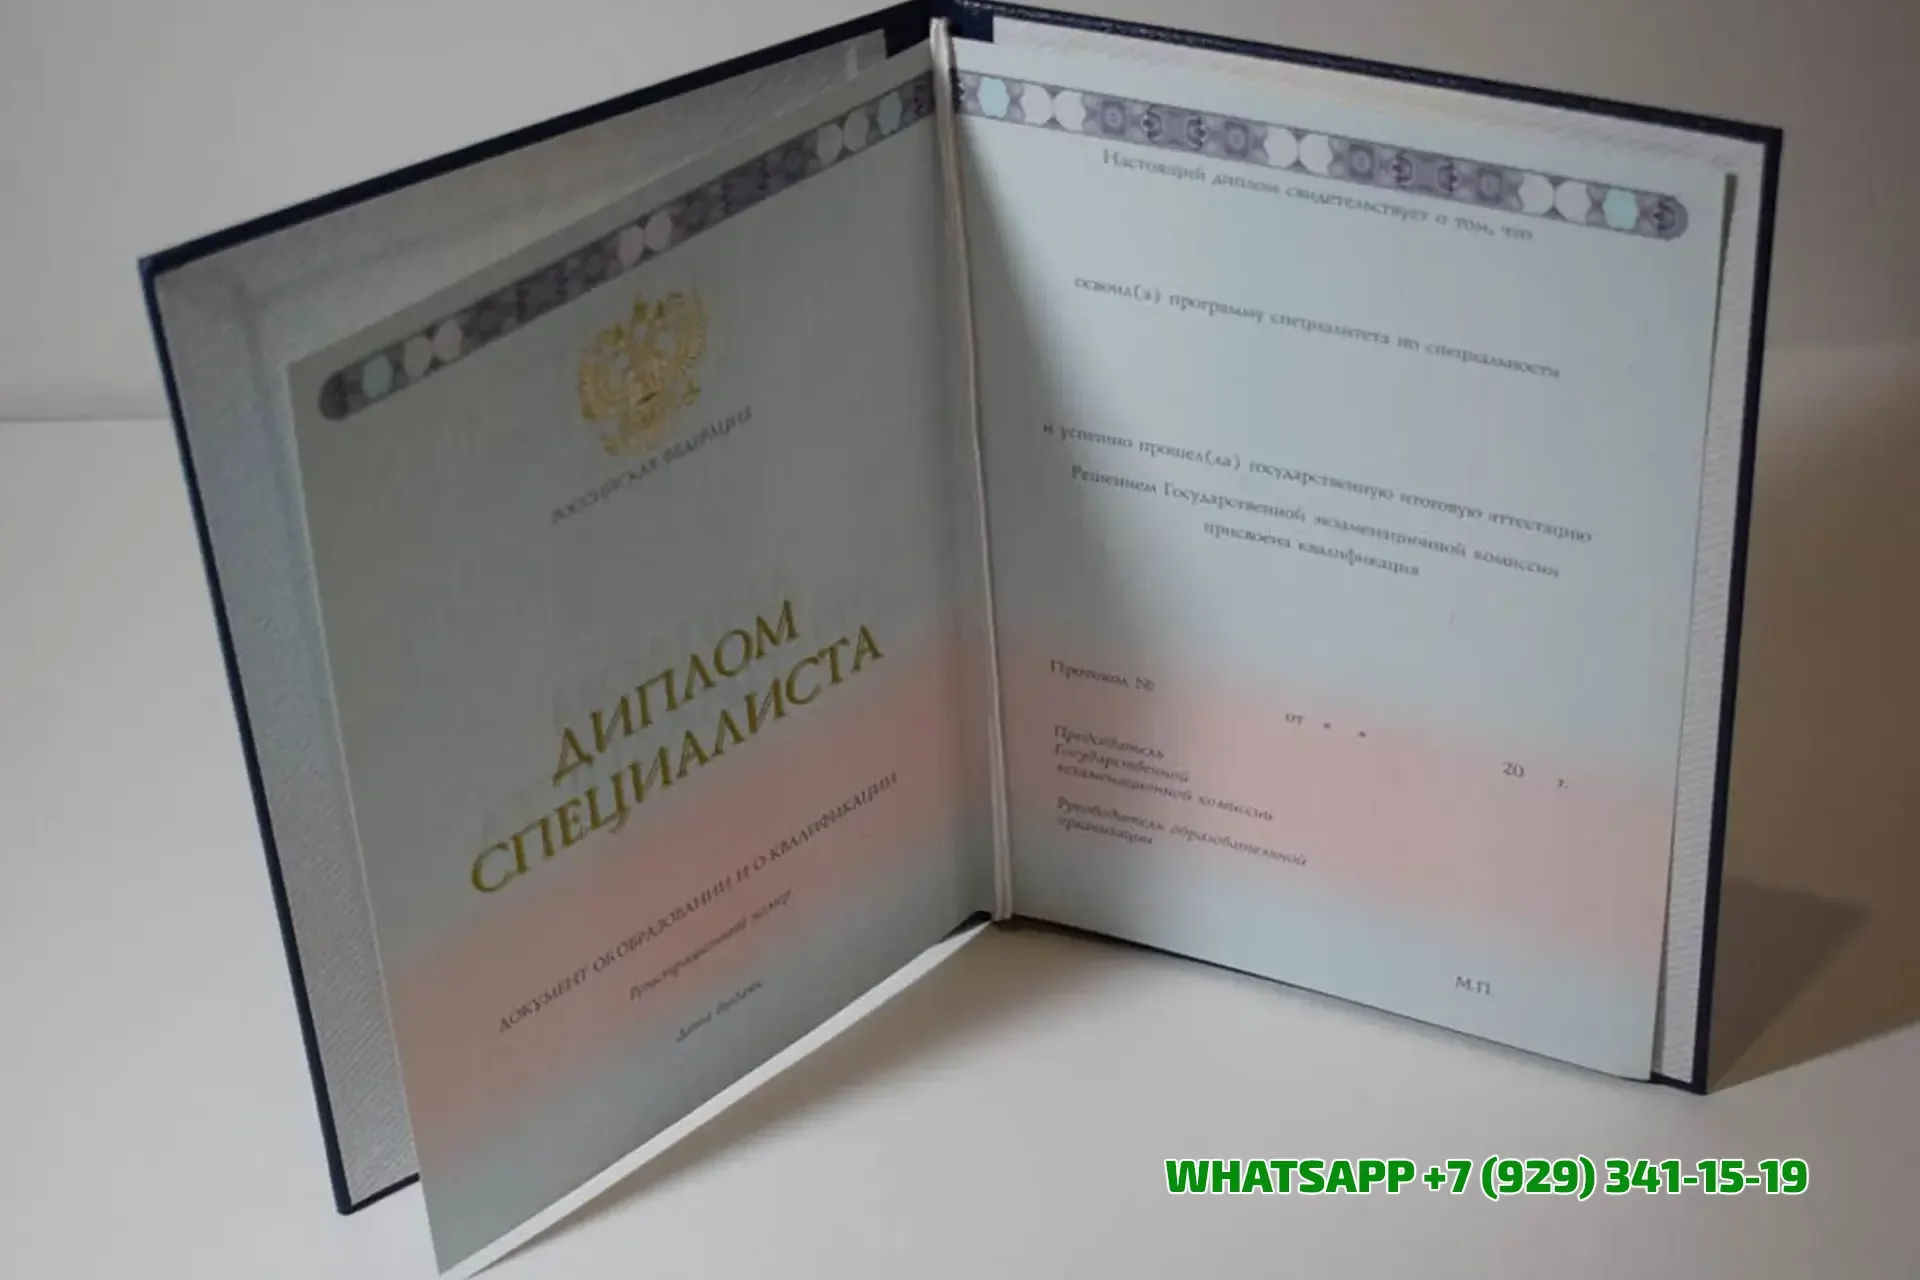 РОССИЙСКАЯ ФЕДЕРАЦИЯ
ДИПЛОМ
СПЕЦИАЛИСТА
ДОКУМЕНТ ОБ ОБРАЗОВАНИИ И О КВАЛИФИКАЦИИ
Регистрационный номер
Дата выдачи
Настоящий диплом свидетельствует о том, что
освоил(а) программу специалитета по специальности
и успешно прошел(ла) государственную итоговую аттестацию
Решением Государственной экзаменационной комиссии
присвоена квалификация
Протокол №
от « »
20 г.
Председатель
Государственной
экзаменационной комиссии
Руководитель образовательной
организации
М.П.
WHATSAPP +7 (929) 341-15-19